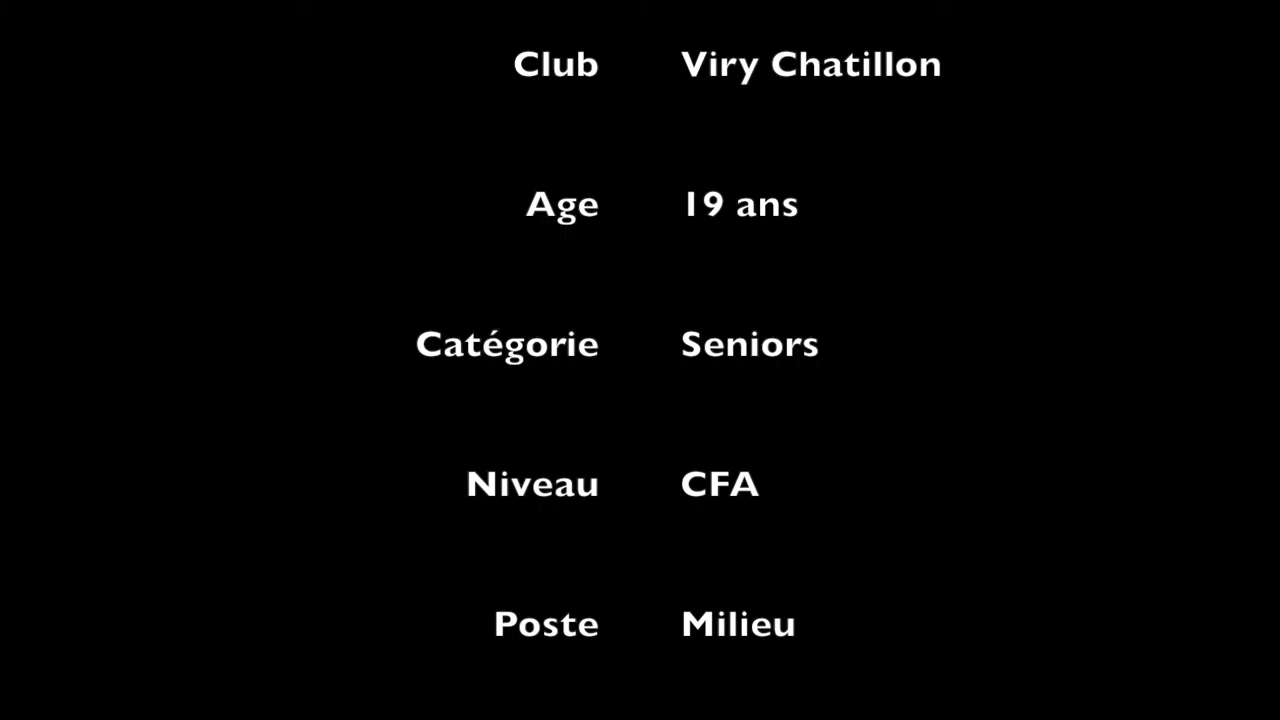 Club Viry Chatillon
Age 19 ans
Catégorie Seniors
Niveau CFA
Poste Milieu